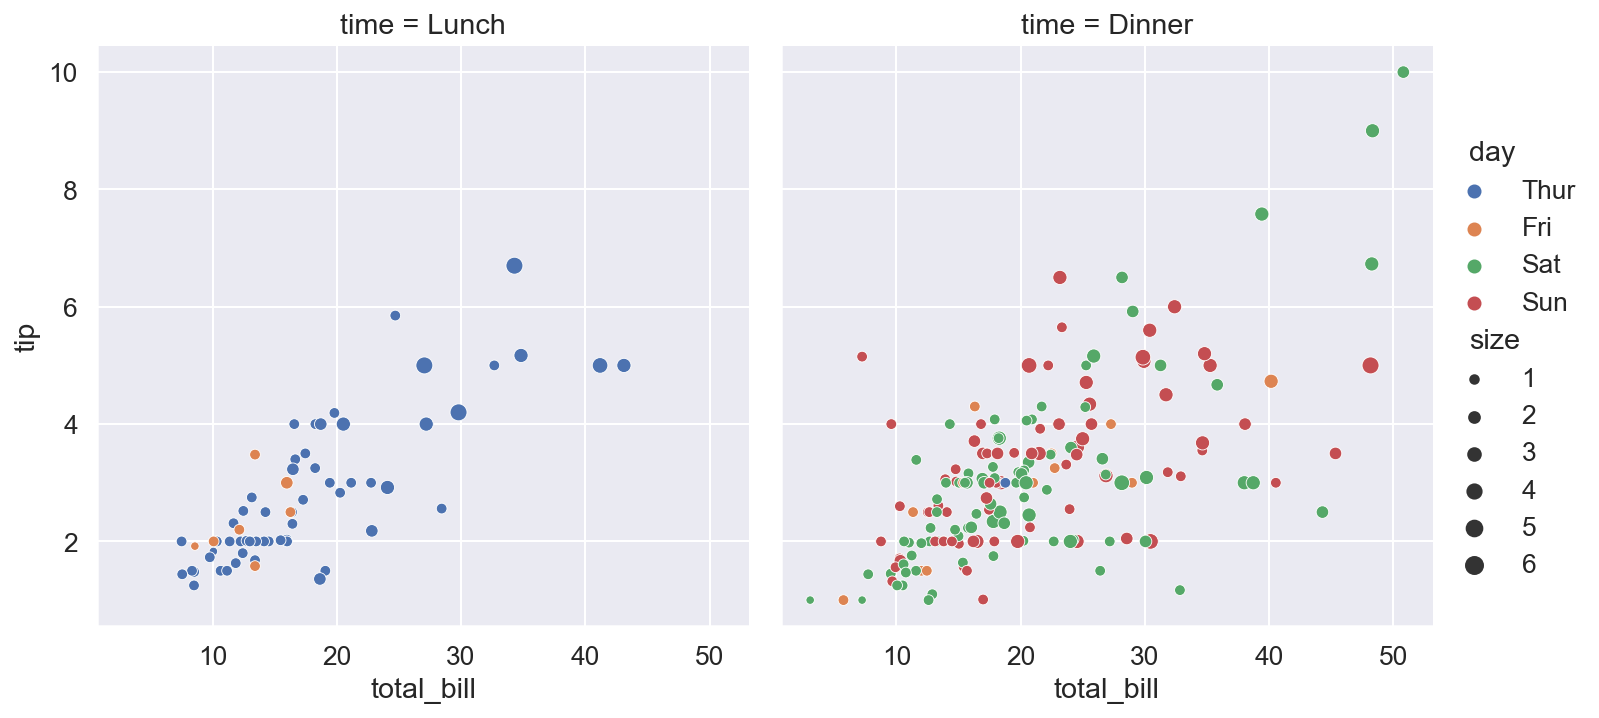 time = Lunch
time = Dinner
tip
10
8
6
4
2
10 20 30 40 50
total_bill
10 20 30 40 50
total_bill
day
Thur
Fri
Sat
Sun
size
1
2
3
4
5
6